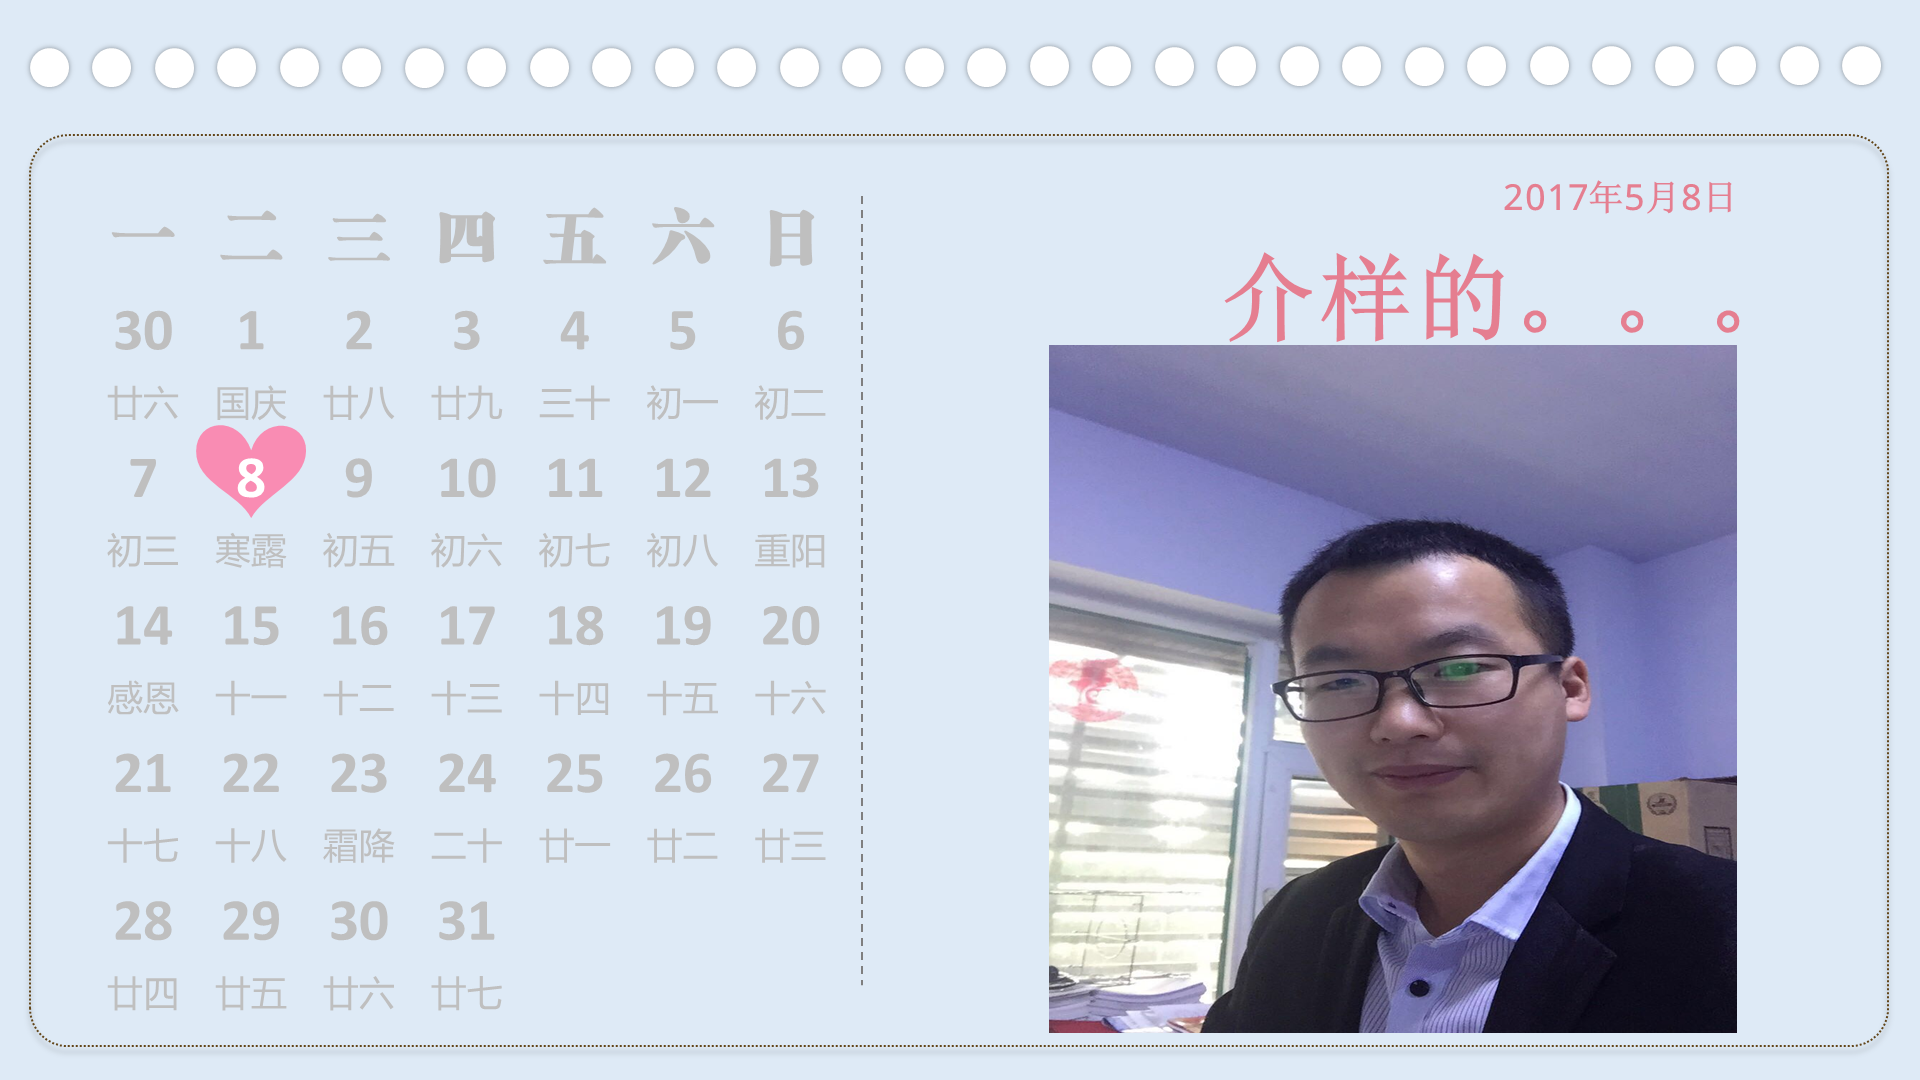 一 二 三 四 五 六 日
30 1 2 3 4 5 6
廿六 国庆 廿八 廿九 三十 初一 初二
7 8 9 10 11 12 13
初三 寒露 初五 初六 初七 初八 重阳
14 15 16 17 18 19 20
感恩 十一 十二 十三 十四 十五 十六
21 22 23 24 25 26 27
十七 十八 霜降 二十 廿一 廿二 廿三
28 29 30 31
廿四 廿五 廿六 廿七
2017年5月8日
介样的。。。